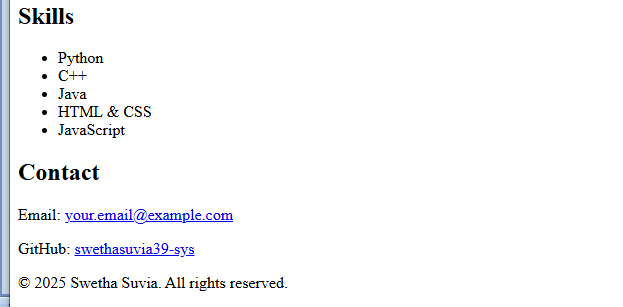 Skills
Python
C++
Java
HTML & CSS
JavaScript
Contact
Email: your.email@example.com
GitHub: swethasuvia39-sys
© 2025 Swetha Suvia. All rights reserved.